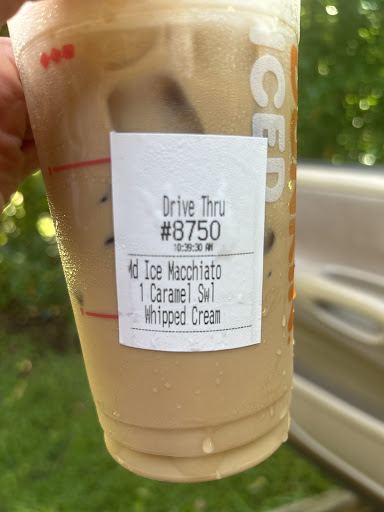 ICED
Drive Thru
#8750
10:39:30 AM
Md Ice Macchiato
1 Caramel Swl
Whipped Cream